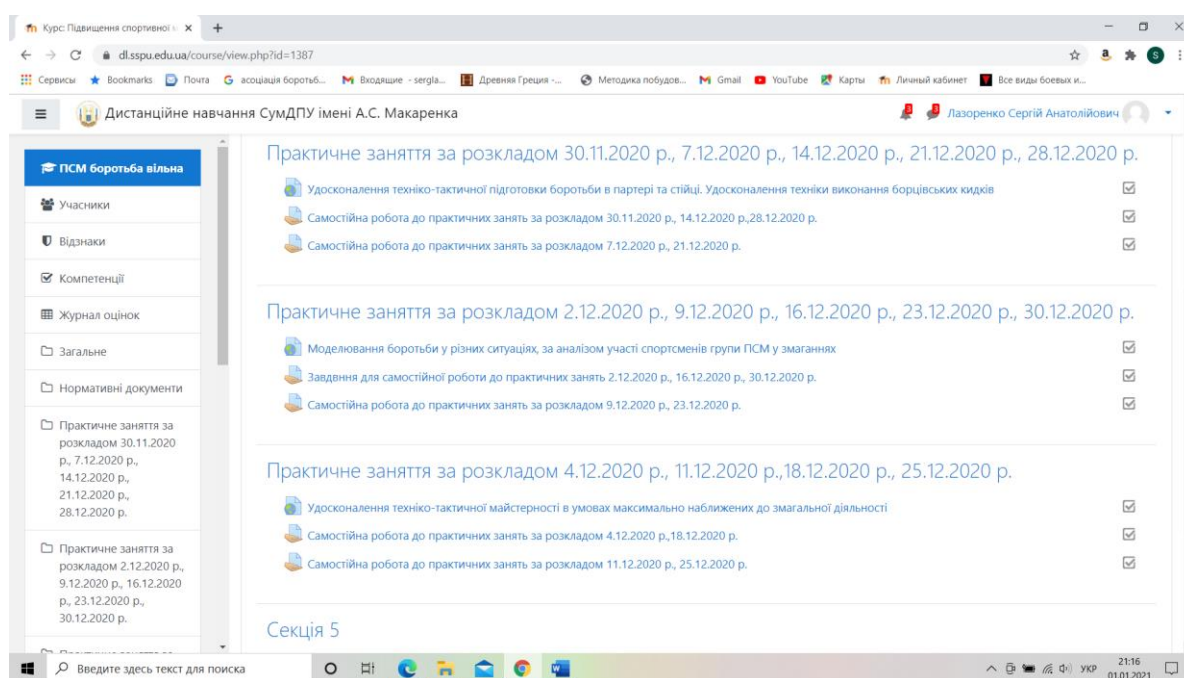 Курс: Підвищення спортивної м
dl.sspu.edu.ua/course/view.php?id=1387
S
Сервисы Bookmarks Почта асоціація боротьб... Входящие - sergla... Древняя Греция -... Методика побудов... Gmail YouTube Карты Личный кабинет Все виды боевых и...
Дистанційне навчання СумДПУ імені А.С. Макаренка
Лазоренко Сергій Анатолійович
ПСМ боротьба вільна
Учасники
Відзнаки
Компетенції
Журнал оцінок
Загальне
Нормативні документи
Практичне заняття за
розкладом 30.11.2020
р., 7.12.2020 р.,
14.12.2020 р.,
21.12.2020 р.,
28.12.2020 р.
Практичне заняття за
розкладом 2.12.2020 р.,
9.12.2020 р., 16.12.2020
р., 23.12.2020 р.,
30.12.2020 р.
Практичне заняття за розкладом 30.11.2020 р., 7.12.2020 р., 14.12.2020 р., 21.12.2020 р., 28.12.2020 р.
Удосконалення техніко-тактичної підготовки боротьби в партері та стійці. Удосконалення техніки виконання борцівських кидків
Самостійна робота до практичних занять за розкладом 30.11.2020 р., 14.12.2020 р.,28.12.2020 р.
Самостійна робота до практичних занять за розкладом 7.12.2020 р., 21.12.2020 р.
Практичне заняття за розкладом 2.12.2020 р., 9.12.2020 р., 16.12.2020 р., 23.12.2020 р., 30.12.2020 р.
Моделювання боротьби у різних ситуаціях, за аналізом участі спортсменів групи ПСМ у змаганнях
Завдвння для самостійної роботи до практичних занять 2.12.2020 р., 16.12.2020 р., 30.12.2020 р.
Самостійна робота до практичних занять за розкладом 9.12.2020 р., 23.12.2020 р.
Практичне заняття за розкладом 4.12.2020 р., 11.12.2020 р.,18.12.2020 р., 25.12.2020 р.
Удосконалення техніко-тактичної майстерності в умовах максимально наближених до змагальної діяльності
Самостійна робота до практичних занять за розкладом 4.12.2020 р.,18.12.2020 р.
Самостійна робота до практичних занять за розкладом 11.12.2020 р., 25.12.2020 р.
Секція 5
Введите здесь текст для поиска
УКР
21:16
01.01.2021